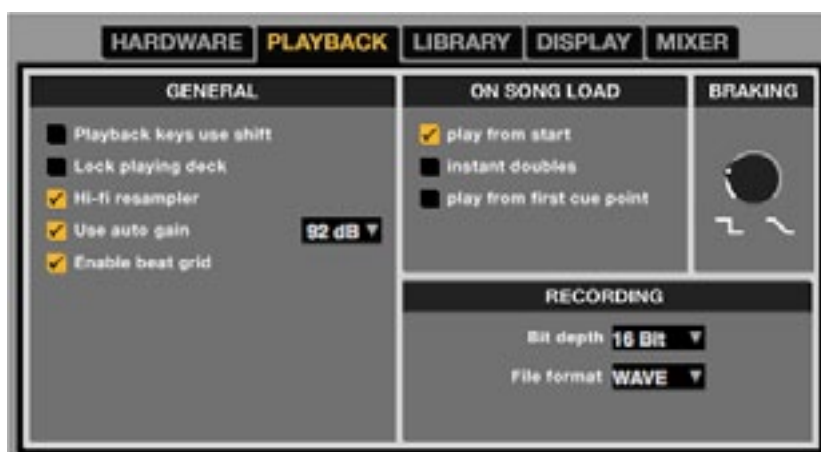 HARDWARE PLAYBACK LIBRARY DISPLAY MIXER
GENERAL
Playback keys use shift
Lock playing deck
Hi-fi resampler
Use auto gain 92 dB
Enable beat grid
ON SONG LOAD
play from start
instant doubles
play from first cue point
BRAKING
RECORDING
Bit depth 16 Bit
File format WAVE